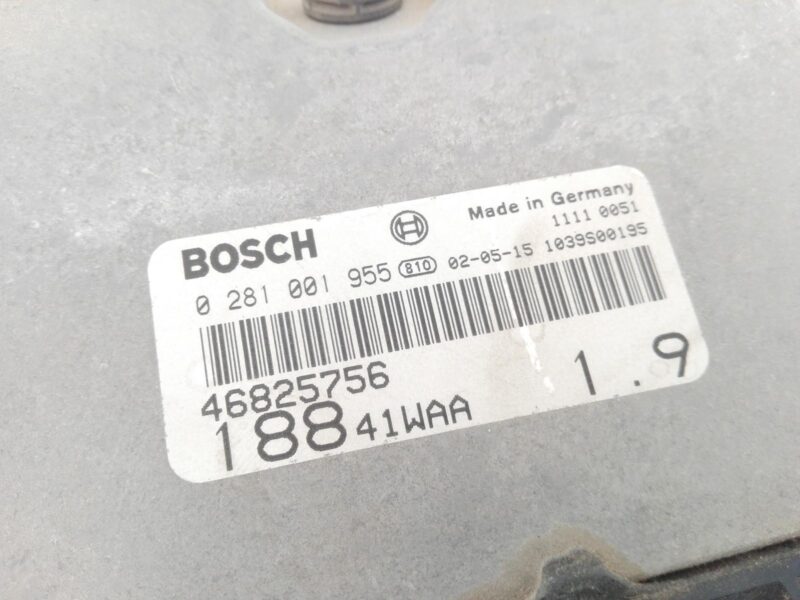 BOSCH Made in Germany
1111 0051
0 281 001 955 810 02-05-15 1039S00195
46825756
188 41WAA 1.9